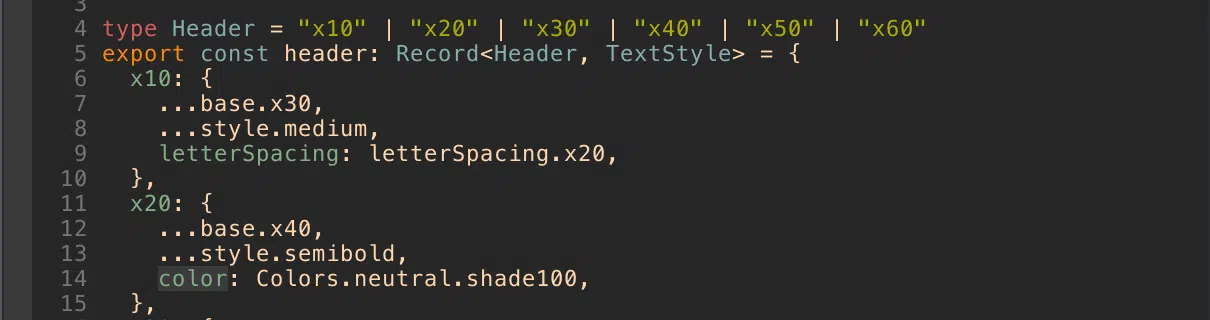 3
4 type Header = "x10" | "x20" | "x30" | "x40" | "x50" | "x60"
5 export const header: Record<Header, TextStyle> = {
6   x10: {
7     ...base.x30,
8     ...style.medium,
9     letterSpacing: letterSpacing.x20,
10   },
11   x20: {
12     ...base.x40,
13     ...style.semibold,
14     color: Colors.neutral.shade100,
15   },